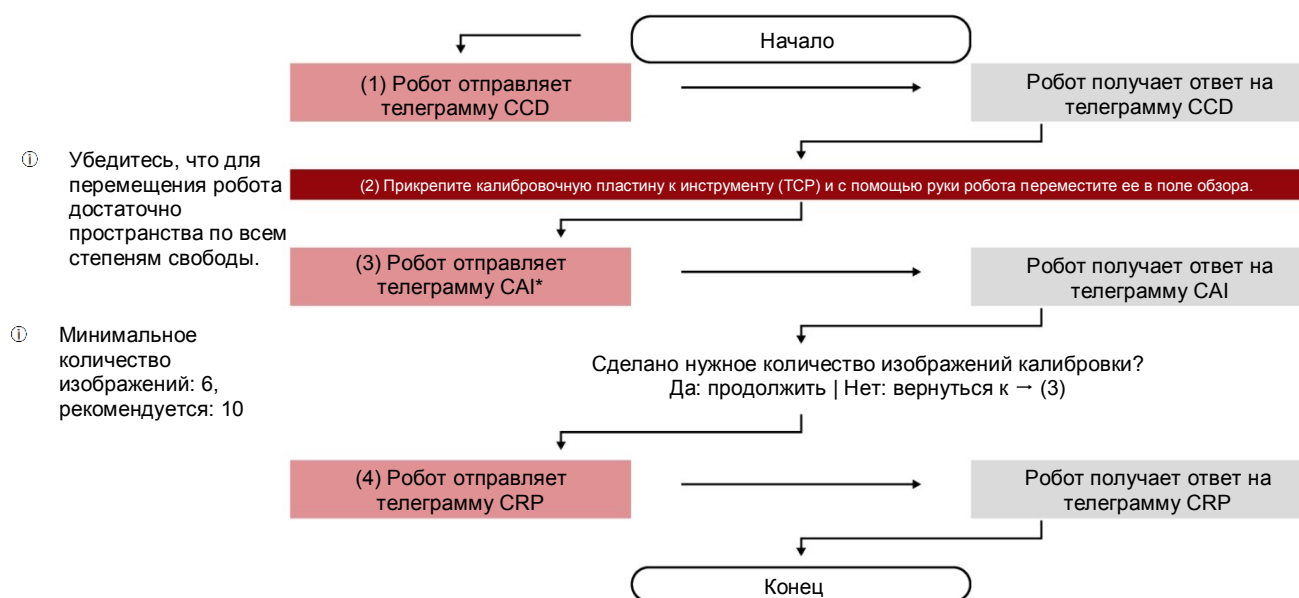 Начало
(1) Робот отправляет
телеграмму CCD
Робот получает ответ на
телеграмму CCD
ⓘ Убедитесь, что для
перемещения робота
достаточно
пространства по всем
степеням свободы.
(2) Прикрепите калибровочную пластину к инструменту (TCP) и с помощью руки робота переместите ее в поле обзора.
(3) Робот отправляет
телеграмму CAI*
Робот получает ответ на
телеграмму CAI
ⓘ Минимальное
количество
изображений: 6,
рекомендуется: 10
Сделано нужное количество изображений калибровки?
Да: продолжить | Нет: вернуться к → (3)
(4) Робот отправляет
телеграмму CRP
Робот получает ответ на
телеграмму CRP
Конец